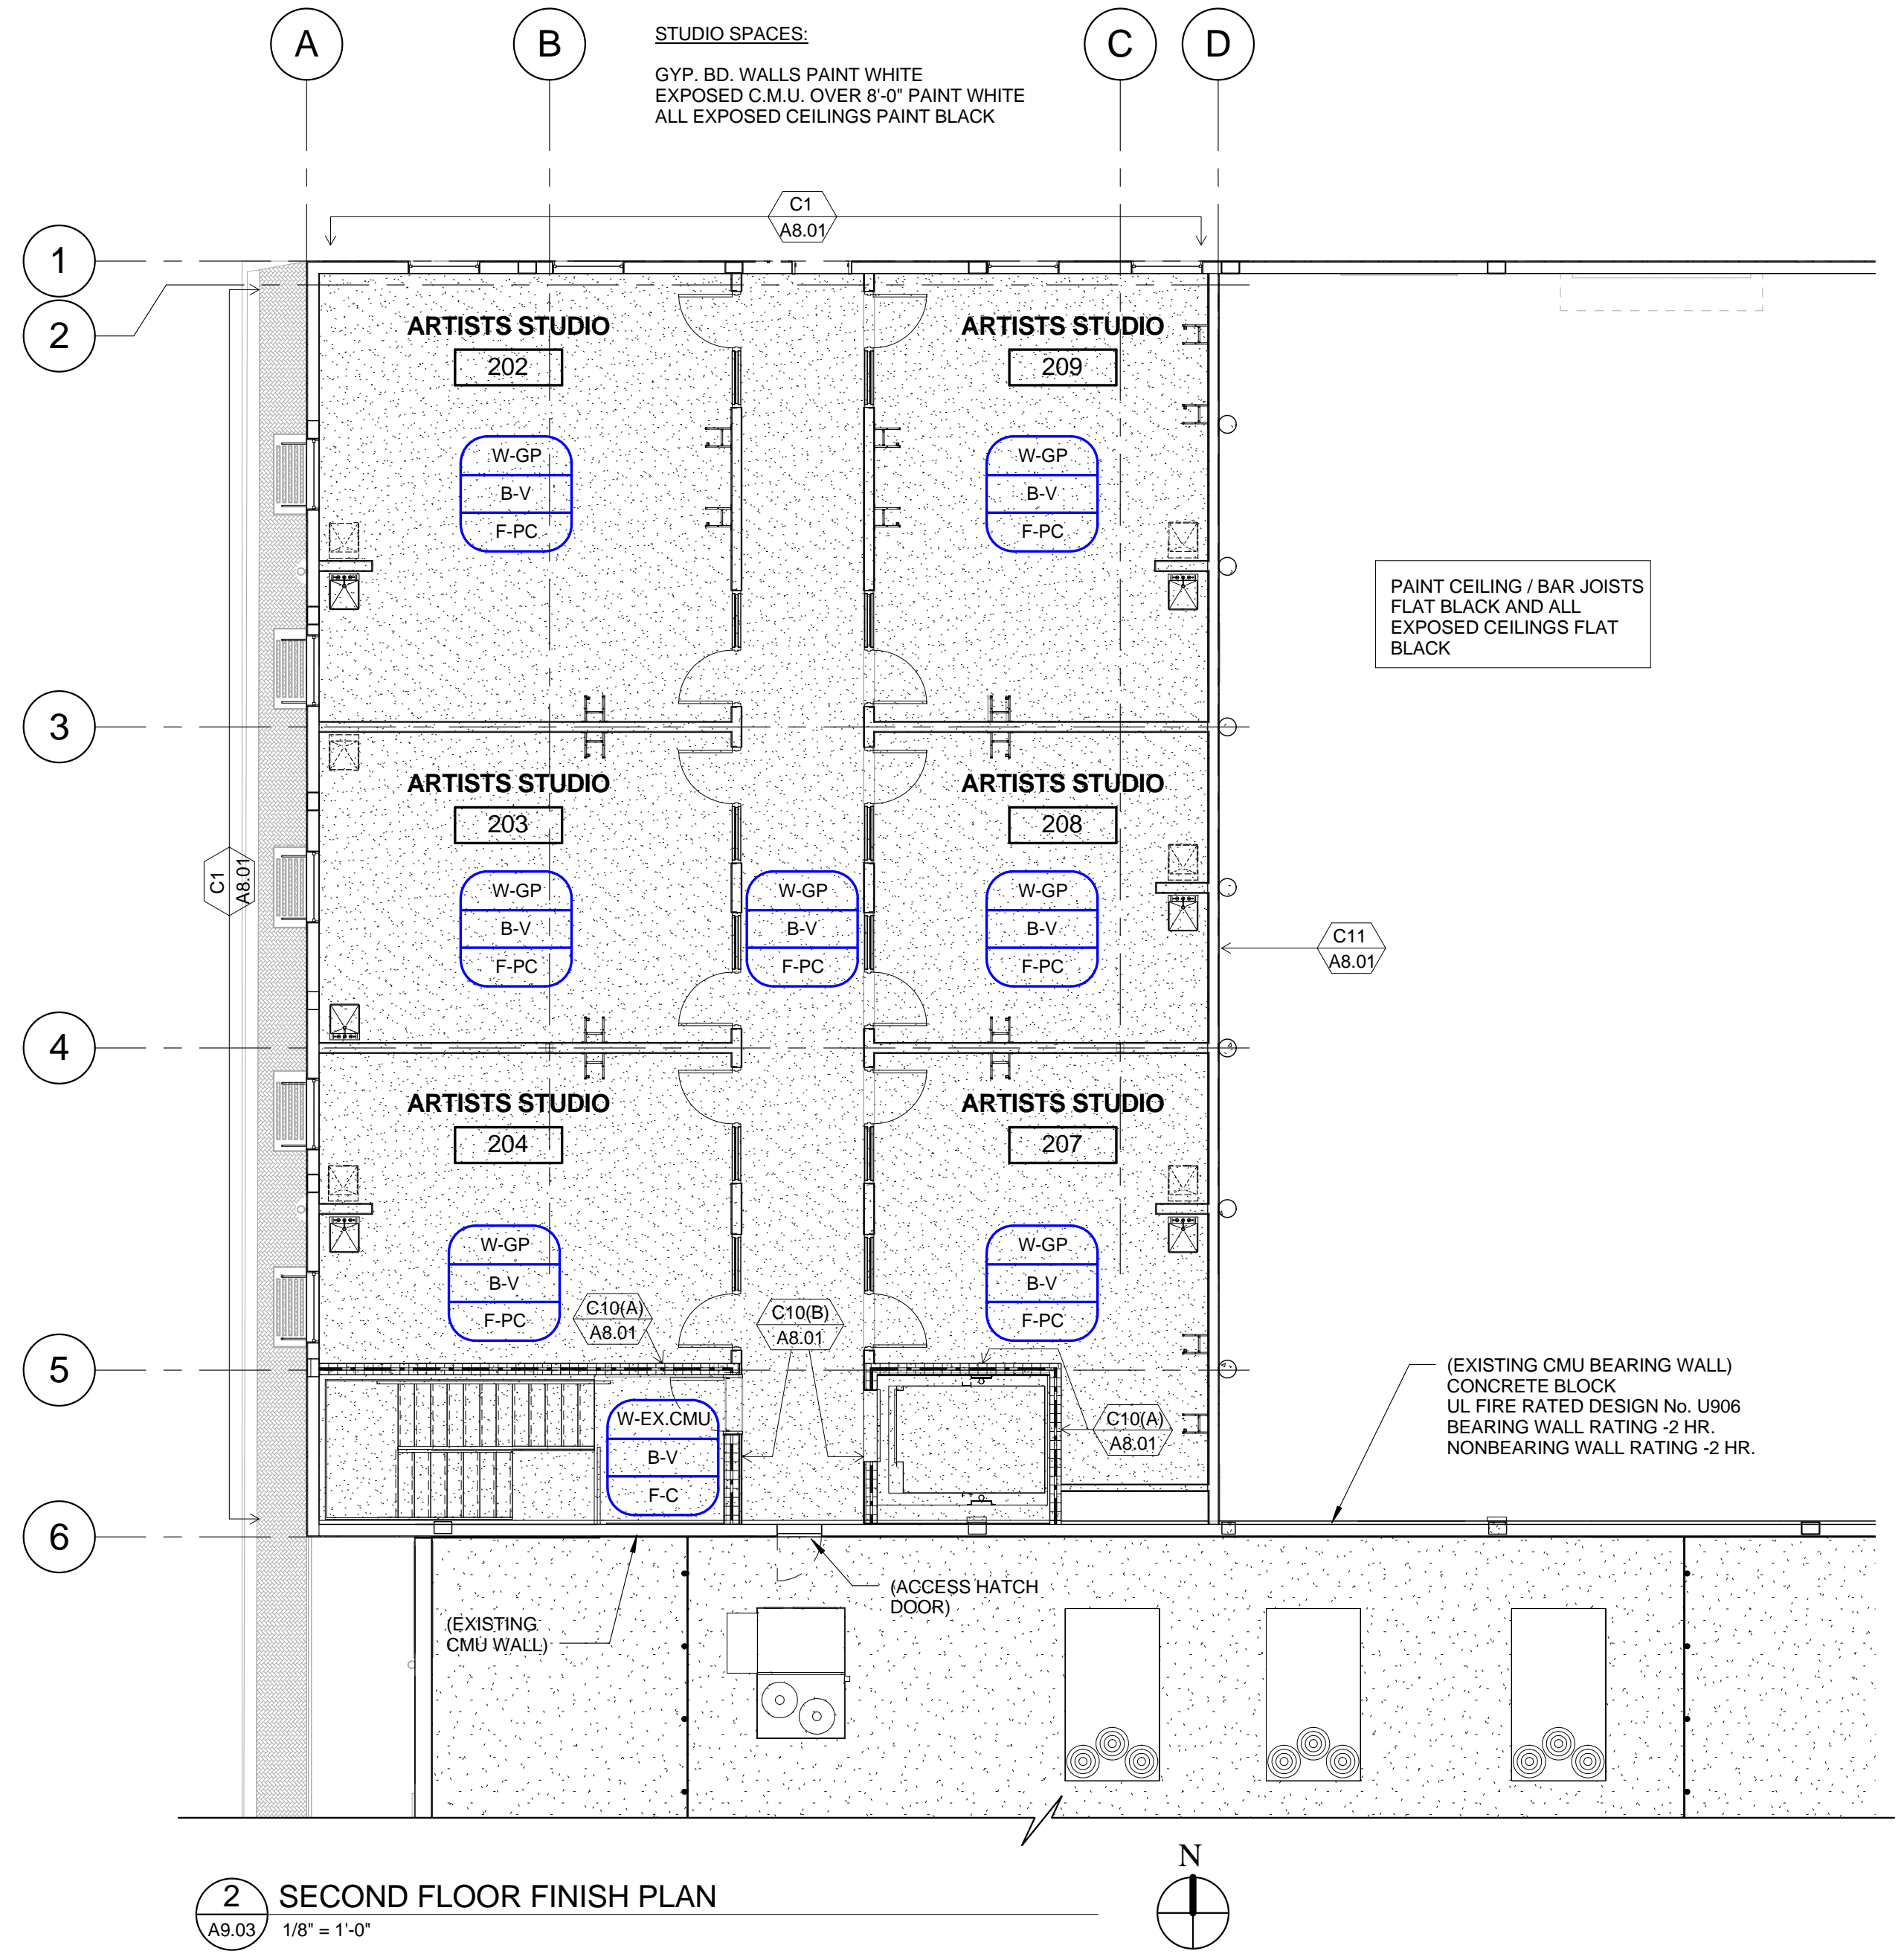 A
B
STUDIO SPACES:
C
D
GYP. BD. WALLS PAINT WHITE
EXPOSED C.M.U. OVER 8'-0" PAINT WHITE
ALL EXPOSED CEILINGS PAINT BLACK
C1
A8.01
1
2
ARTISTS STUDIO
202
ARTISTS STUDIO
209
W-GP
B-V
F-PC
W-GP
B-V
F-PC
PAINT CEILING / BAR JOISTS
FLAT BLACK AND ALL
EXPOSED CEILINGS FLAT
BLACK
3
ARTISTS STUDIO
203
ARTISTS STUDIO
208
C1
A8.01
W-GP
B-V
F-PC
W-GP
B-V
F-PC
W-GP
B-V
F-PC
C11
A8.01
4
ARTISTS STUDIO
204
ARTISTS STUDIO
207
W-GP
B-V
F-PC
C10(A)
A8.01
C10(B)
A8.01
W-GP
B-V
F-PC
5
(EXISTING CMU BEARING WALL)
CONCRETE BLOCK
UL FIRE RATED DESIGN No. U906
BEARING WALL RATING -2 HR.
NONBEARING WALL RATING -2 HR.
W-EX.CMU
B-V
F-C
C10(A)
A8.01
6
(ACCESS HATCH
DOOR)
(EXISTING
CMU WALL)
N
2
A9.03
SECOND FLOOR FINISH PLAN
1/8" = 1'-0"